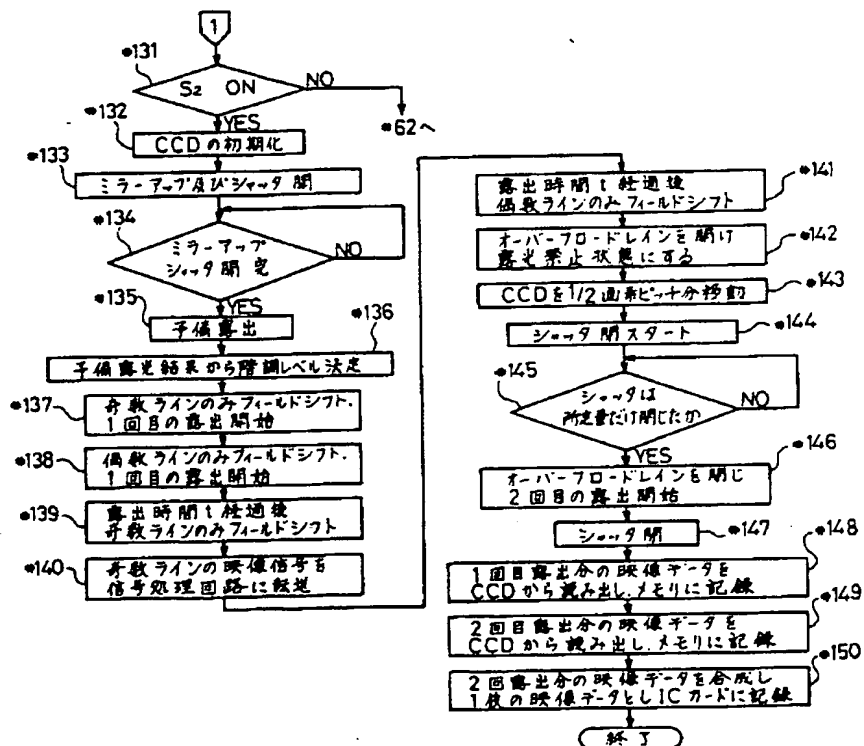 1
*131
S2 ON
NO
*62へ
YES
*132
CCDの初期化
*133
ミラーアップ及びシャッタ開
*134
ミラーアップ
シャッタ開完
NO
YES
*135
予備露出
*136
予備露光結果から階調レベル決定
*137
奇数ラインのみフィールドシフト.
1回目の露出開始
*138
偶数ラインのみフィールドシフト.
1回目の露出開始
*139
露出時間t経過後
奇数ラインのみフィールドシフト
*140
奇数ラインの映像信号を
信号処理回路に転送
*141
露出時間t経過後
偶数ラインのみフィールドシフト
*142
オーバーフロードレインを開け
露光禁止状態にする
*143
CCDを1/2画素ピッチ分移動
*144
シャッタ閉スタート
*145
シャッタは
所定量だけ閉じたか
NO
YES
*146
オーバーフロードレインを閉じ
2回目の露出開始
*147
シャッタ閉
*148
1回目露出分の映像データを
CCDから読み出し.メモリに記録
*149
2回目露出分の映像データを
CCDから読み出し.メモリに記録
*150
2回露出分の映像データを合成し
1枚の映像データとしICカードに記録
終了